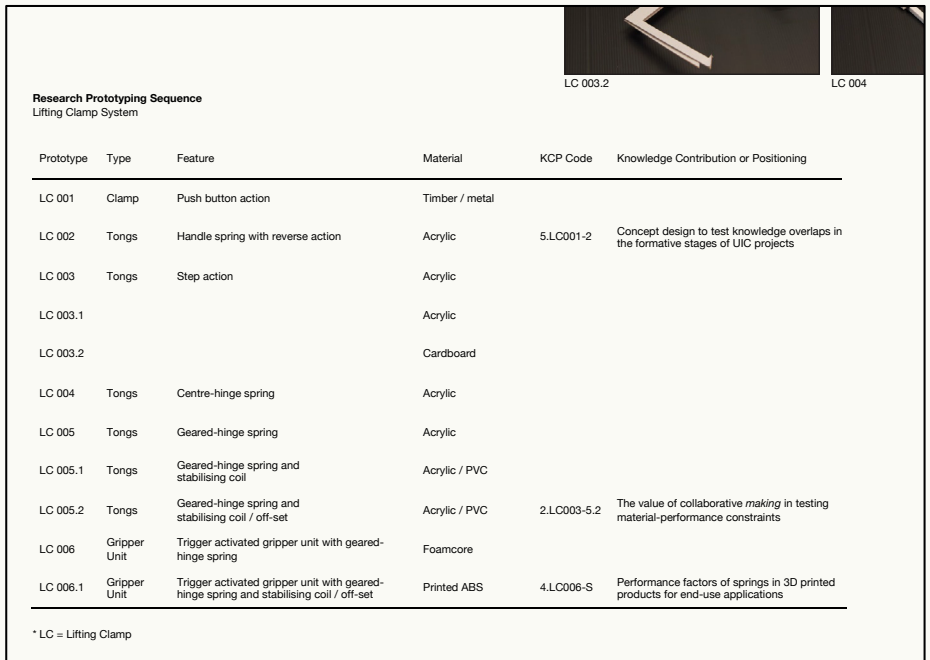 LC 003.2 LC 004
Research Prototyping Sequence
Lifting Clamp System
Prototype Type Feature Material KCP Code Knowledge Contribution or Positioning
LC 001 Clamp Push button action Timber / metal
LC 002 Tongs Handle spring with reverse action Acrylic 5.LC001-2 Concept design to test knowledge overlaps in
the formative stages of UIC projects
LC 003 Tongs Step action Acrylic
LC 003.1 Acrylic
LC 003.2 Cardboard
LC 004 Tongs Centre-hinge spring Acrylic
LC 005 Tongs Geared-hinge spring Acrylic
LC 005.1 Tongs Geared-hinge spring and Acrylic / PVC
stabilising coil
LC 005.2 Tongs Geared-hinge spring and Acrylic / PVC 2.LC003-5.2 The value of collaborative making in testing
stabilising coil / off-set material-performance constraints
LC 006 Gripper Trigger activated gripper unit with geared- Foamcore
Unit hinge spring
LC 006.1 Gripper Trigger activated gripper unit with geared- Printed ABS 4.LC006-S Performance factors of springs in 3D printed
Unit hinge spring and stabilising coil / off-set products for end-use applications
* LC = Lifting Clamp